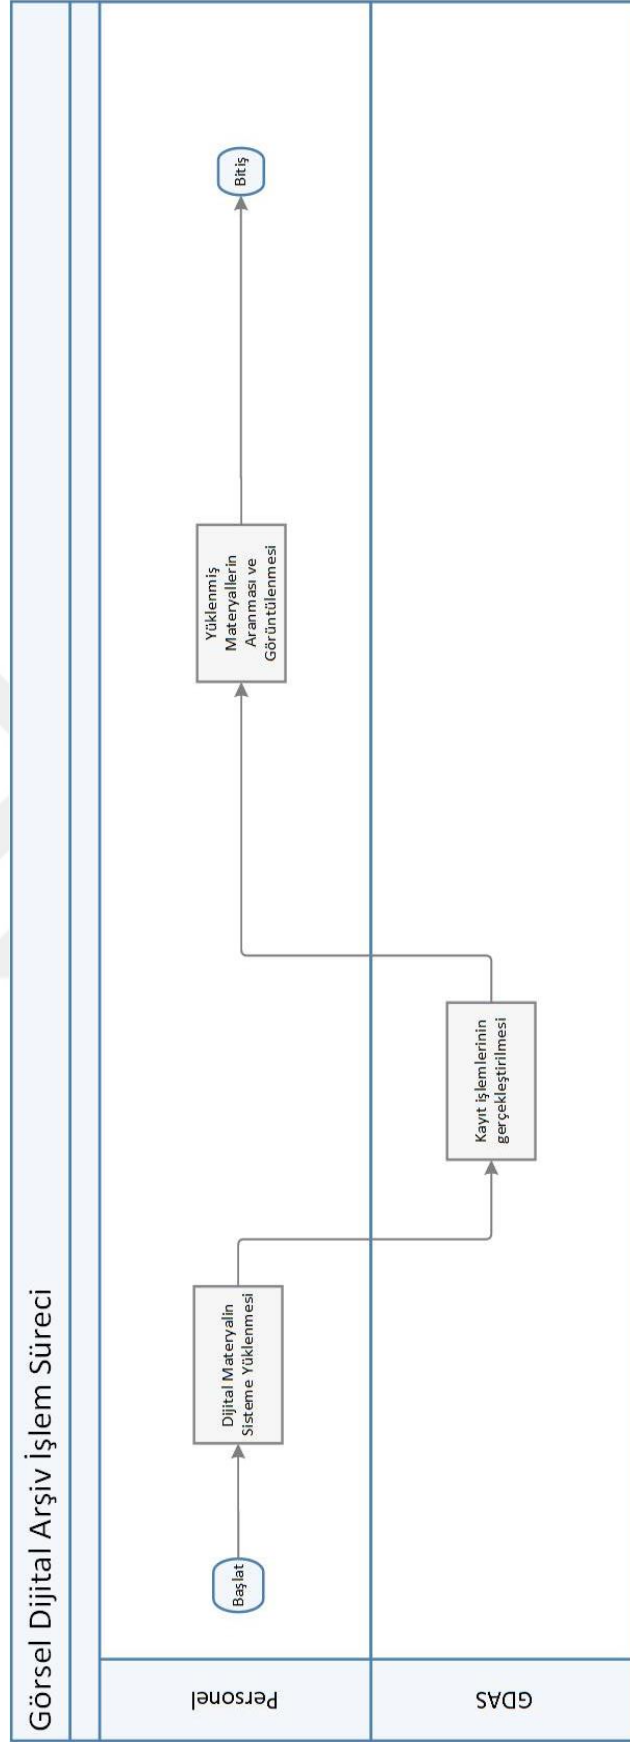 Görsel Dijital Arşiv İşlem Süreci
Personel
Başlat
Dijital Materyalin
Sisteme Yüklenmesi
Yüklenmiş
Materyallerin
Aranması ve
Görüntülenmesi
Bitiş
GDAS
Kayıt işlemlerinin
gerçekleştirilmesi